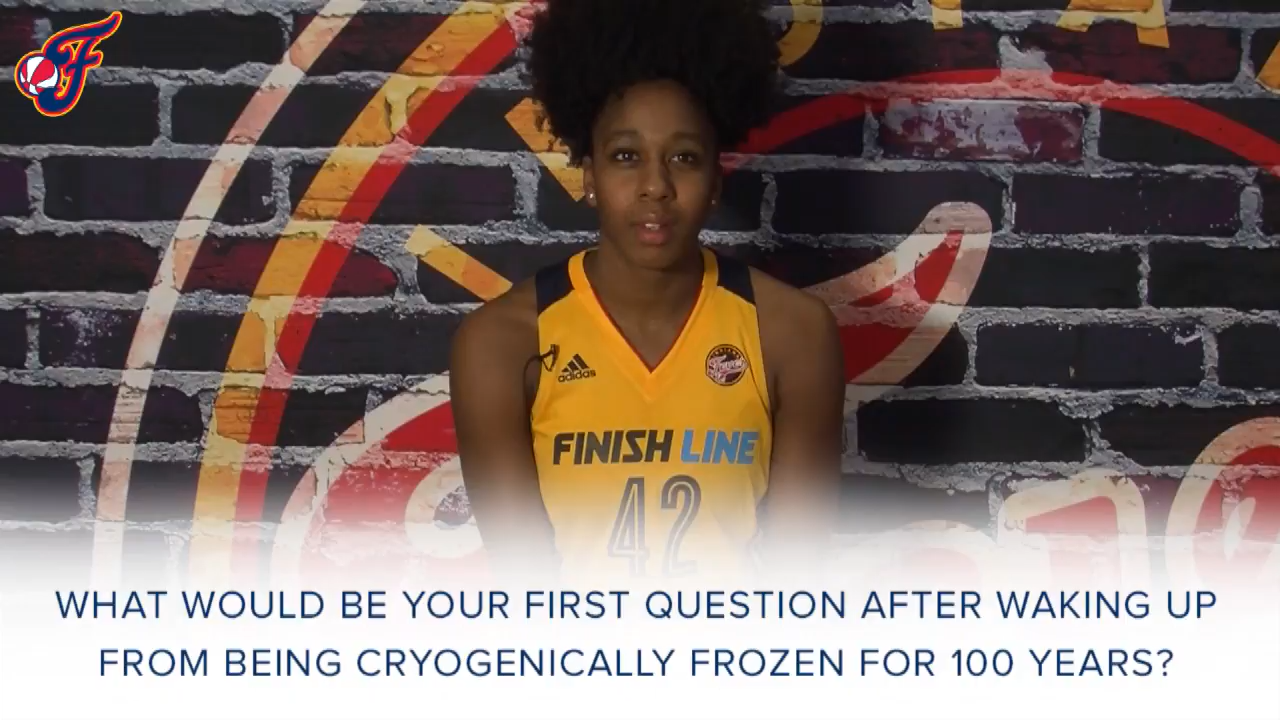 adidas
FINISH LINE
42
WHAT WOULD BE YOUR FIRST QUESTION AFTER WAKING UP
FROM BEING CRYOGENICALLY FROZEN FOR 100 YEARS?